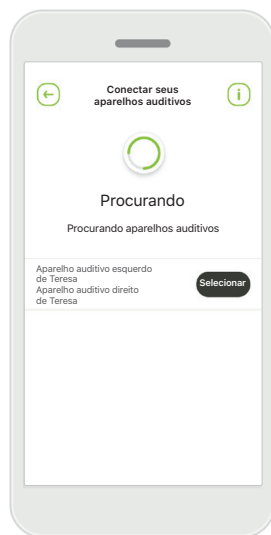 Conectar seus
aparelhos auditivos
Procurando
Procurando aparelhos auditivos
Aparelho auditivo esquerdo
de Teresa
Aparelho auditivo direito
de Teresa
Selecionar